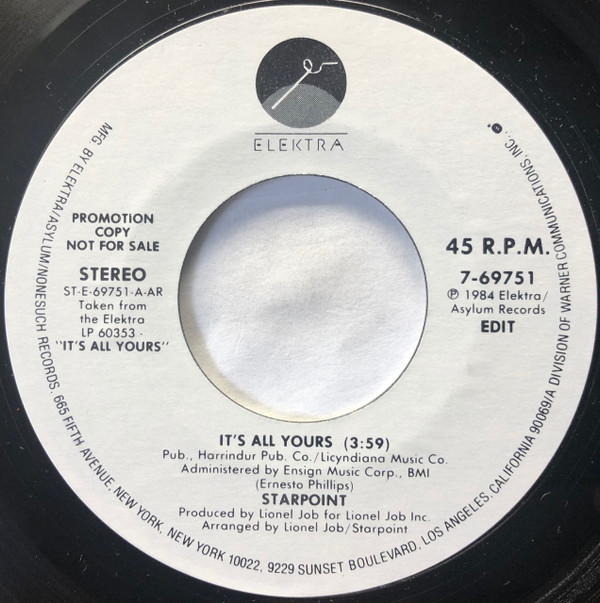 ELEKTRA
PROMOTION
COPY
NOT FOR SALE
STEREO
ST-E-69751-A-AR
Taken from
the Elektra
LP 60353 -
"IT'S ALL YOURS"
45 R.P.M.
7-69751
Ⓟ 1984 Elektra/
Asylum Records
EDIT
IT'S ALL YOURS (3:59)
Pub., Harrindur Pub. Co./Licyndiana Music Co.
Administered by Ensign Music Corp., BMI
(Ernesto Phillips)
STARPOINT
Produced by Lionel Job for Lionel Job Inc.
Arranged by Lionel Job/Starpoint
MFG. BY ELEKTRA/ASYLUM/NONESUCH RECORDS. 665 FIFTH AVENUE, NEW YORK, NEW YORK 10022, 9229 SUNSET BOULEVARD, LOS ANGELES, CALIFORNIA 90069/A DIVISION OF WARNER COMMUNICATIONS, INC.,